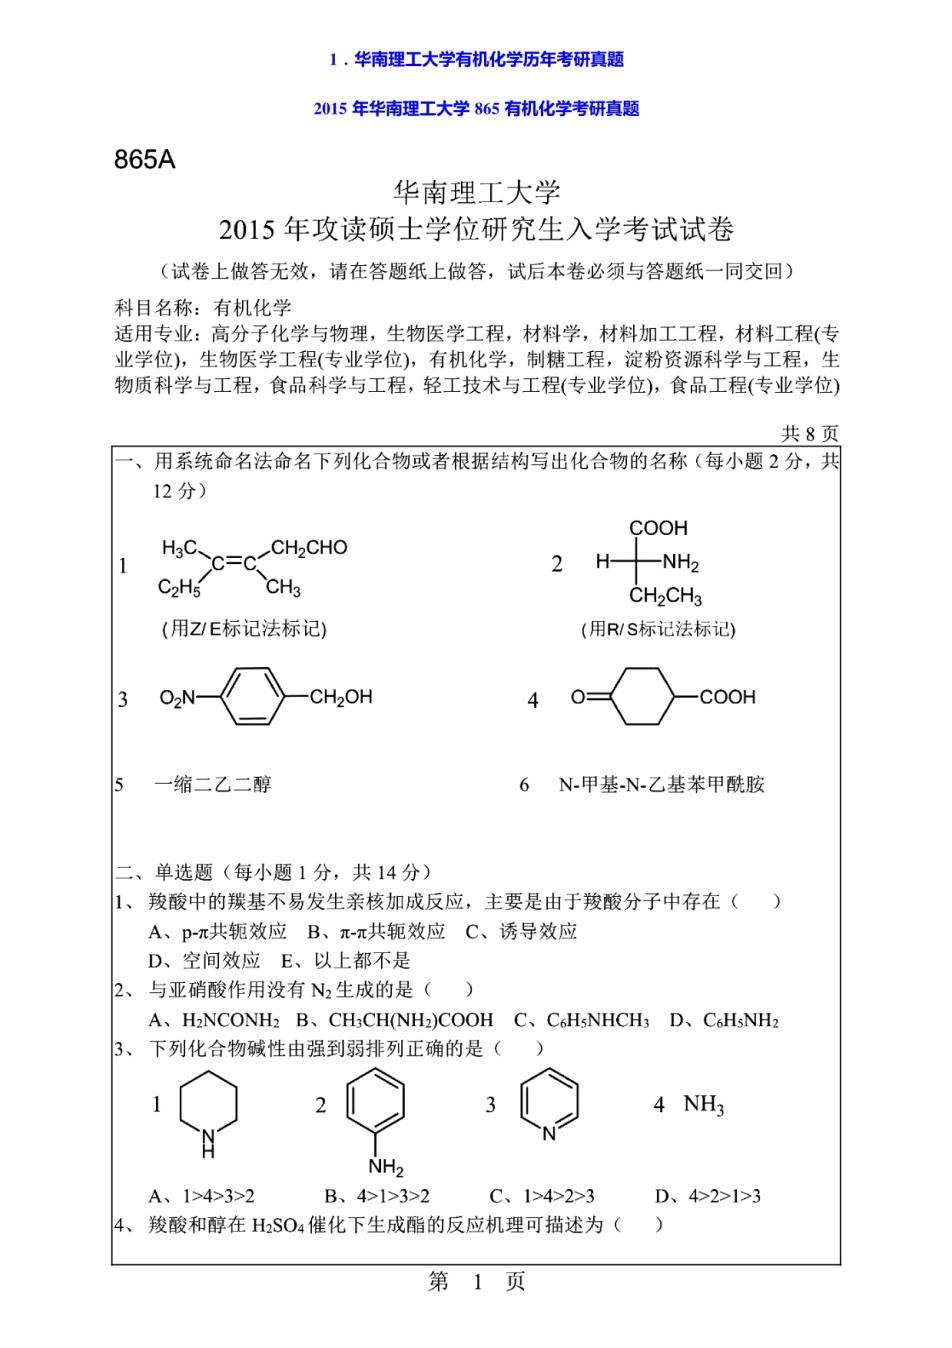 1．华南理工大学有机化学历年考研真题
2015 年华南理工大学 865 有机化学考研真题
865A
华南理工大学
2015 年攻读硕士学位研究生入学考试试卷
（试卷上做答无效，请在答题纸上做答，试后本卷必须与答题纸一同交回）
科目名称：有机化学
适用专业：高分子化学与物理，生物医学工程，材料学，材料加工工程，材料工程(专
业学位)，生物医学工程(专业学位)，有机化学，制糖工程，淀粉资源科学与工程，生
物质科学与工程，食品科学与工程，轻工技术与工程(专业学位)，食品工程(专业学位)
共 8 页
一、用系统命名法命名下列化合物或者根据结构写出化合物的名称（每小题 2 分，共
12 分）
1 H3C C=C CH2CHO C2H5 CH3
(用Z/E标记法标记)
2 COOH H NH2 CH2CH3
(用R/S标记法标记)
3 O2N CH2OH
4 O COOH
5 一缩二乙二醇
6 N-甲基-N-乙基苯甲酰胺
二、单选题（每小题 1 分，共 14 分）
1、羧酸中的羰基不易发生亲核加成反应，主要是由于羧酸分子中存在（ ）
A、p-π共轭效应 B、π-π共轭效应 C、诱导效应
D、空间效应 E、以上都不是
2、与亚硝酸作用没有 N2 生成的是（ ）
A、H2NCONH2 B、CH3CH(NH2)COOH C、C6H5NHCH3 D、C6H5NH2
3、下列化合物碱性由强到弱排列正确的是（ ）
1 N H 2 NH2 3 N 4 NH3
A、1>4>3>2 B、4>1>3>2 C、1>4>2>3 D、4>2>1>3
4、羧酸和醇在 H2SO4 催化下生成酯的反应机理可描述为（ ）
第 1 页